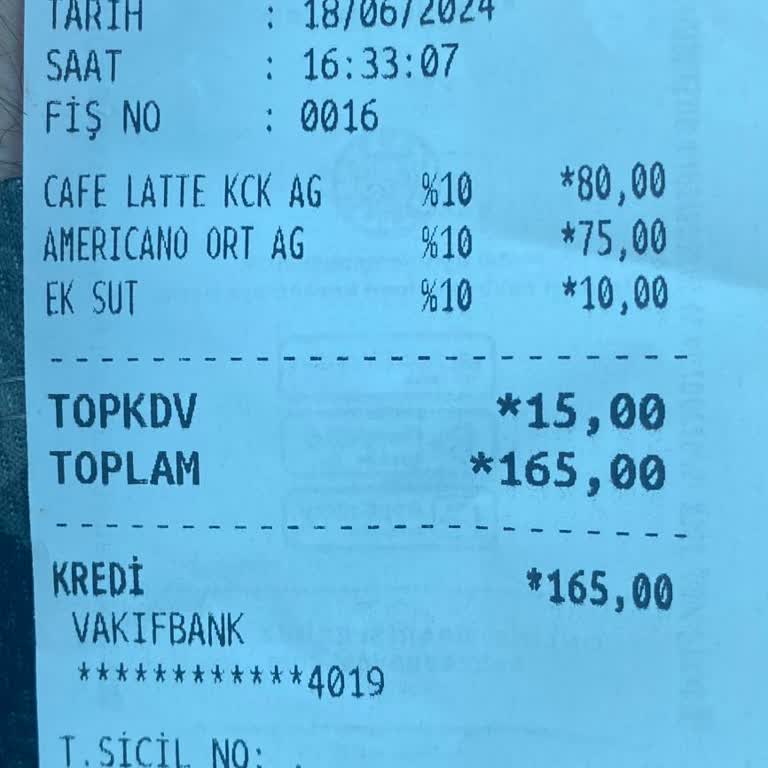 TARİH : 18/06/2024
SAAT : 16:33:07
FİŞ NO : 0016
CAFE LATTE KCK AG %10 *80,00
AMERICANO ORT AG %10 *75,00
EK SUT %10 *10,00
TOPKDV *15,00
TOPLAM *165,00
KREDİ *165,00
VAKIFBANK
************4019
T.SİCİL NO: